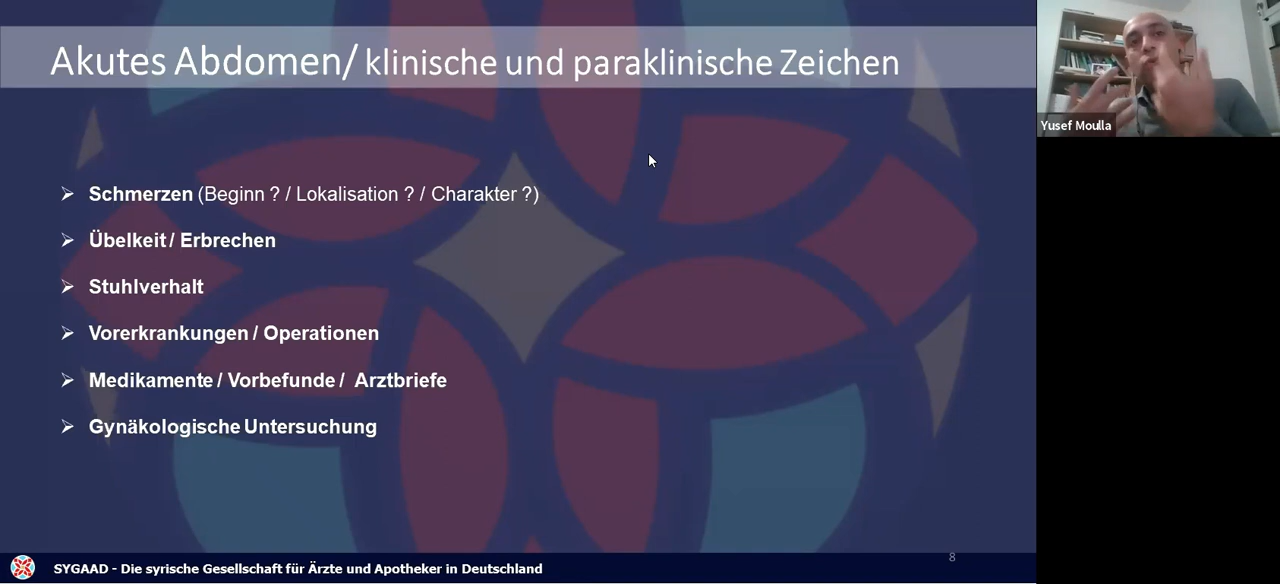 Akutes Abdomen/ klinische und paraklinische Zeichen
Yusef Moulla
➢ Schmerzen (Beginn ? / Lokalisation ? / Charakter ?)
➢ Übelkeit / Erbrechen
➢ Stuhlverhalt
➢ Vorerkrankungen / Operationen
➢ Medikamente / Vorbefunde / Arztbriefe
➢ Gynäkologische Untersuchung
8
SYGAAD - Die syrische Gesellschaft für Ärzte und Apotheker in Deutschland